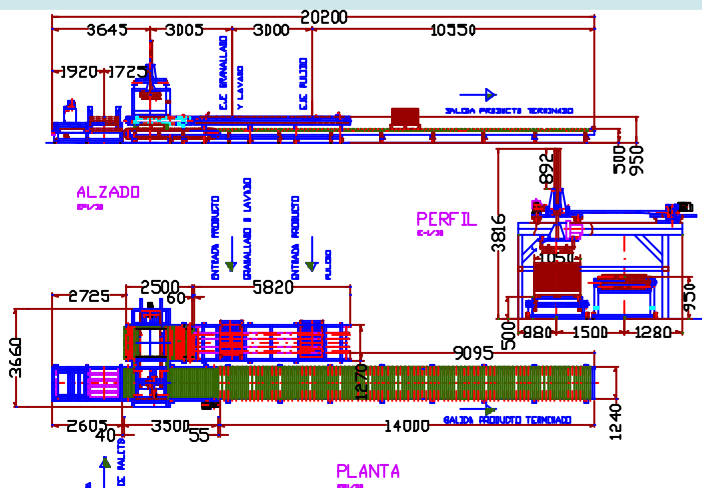 20200
3645
3005
3000
10550
1920
1725
EJE GRANALLADO
Y LAVADO
EJE PULIDO
SALIDA PRODUCTO TERMINADO
500
950
ALZADO
892
3816
PERFIL
1050
500
950
880
1500
1280
ENTRADA PRODUCTO
GRANALLADO O LAVADO
ENTRADA PRODUCTO
PULIDO
2725
2500
60
5820
3660
9095
1270
1240
2605
40
3500
55
14000
SALIDA PRODUCTO TERMINADO
PLANTA